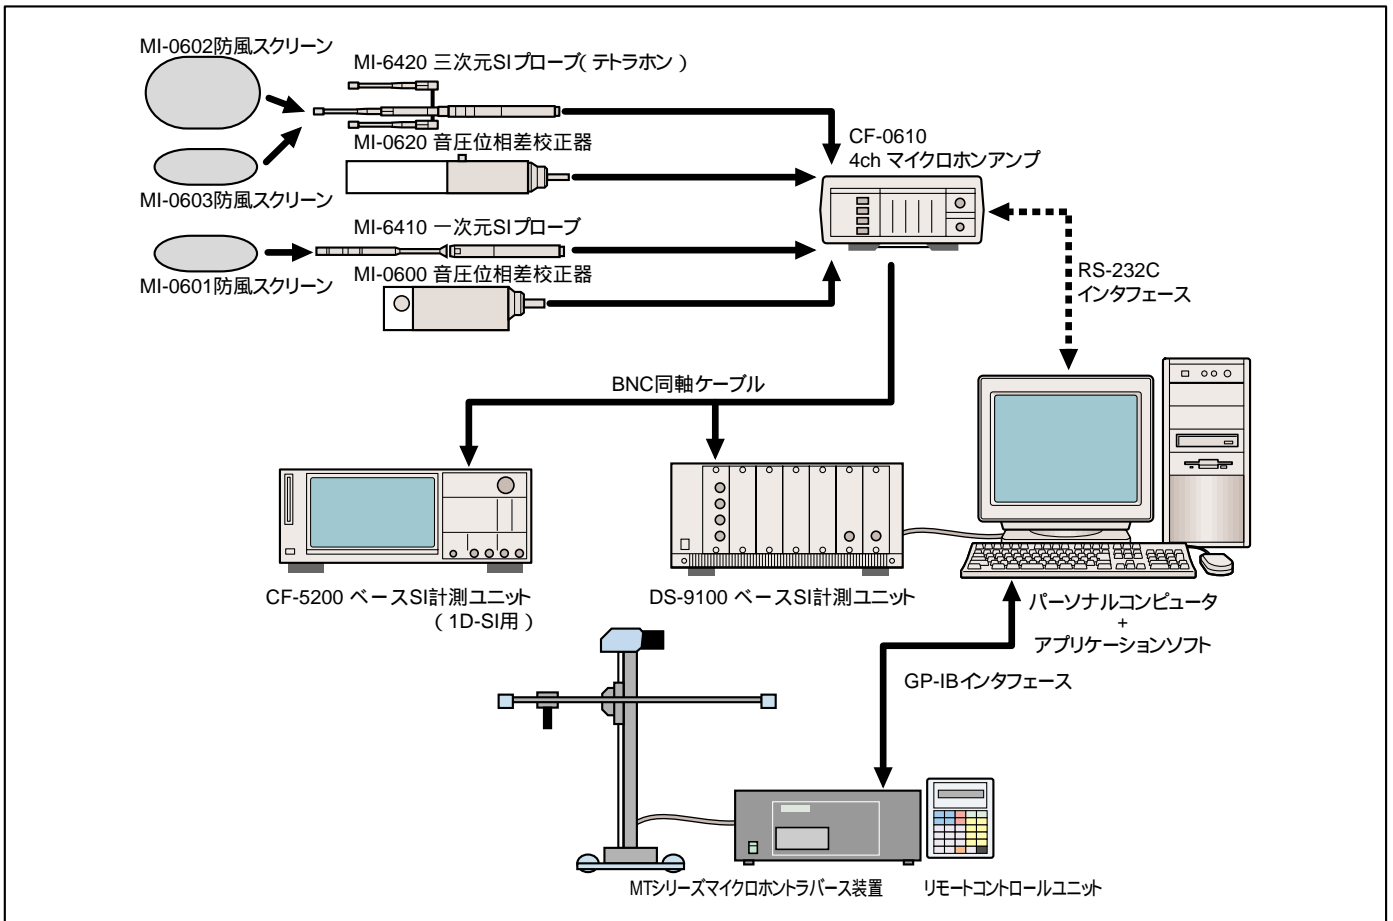 MI-0602防風スクリーン
MI-6420 三次元SIプローブ( テトラホン )
MI-0620 音圧位相差校正器
MI-0603防風スクリーン
MI-6410 一次元SIプローブ
MI-0601防風スクリーン
MI-0600 音圧位相差校正器
CF-0610
4ch マイクロホンアンプ
RS-232C
インタフェース
BNC同軸ケーブル
CF-5200 ベースSI計測ユニット
( 1D-SI用 )
DS-9100 ベースSI計測ユニット
パーソナルコンピュータ
+
アプリケーションソフト
GP-IBインタフェース
MTシリーズマイクロホントラバース装置
リモートコントロールユニット